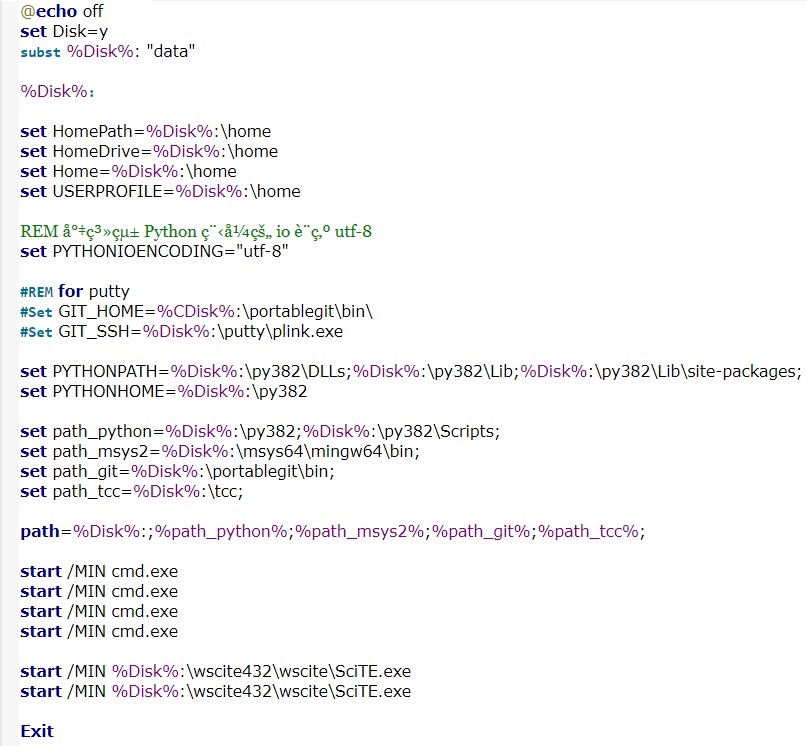 @echo off
set Disk=y
subst %Disk%: "data"
%Disk%:
set HomePath=%Disk%:\home
set HomeDrive=%Disk%:\home
set Home=%Disk%:\home
set USERPROFILE=%Disk%:\home
REM å°‡ç³»çµ± Python ç¨‹å¼çš„ io è¨­ç‚º utf-8
set PYTHONIOENCODING="utf-8"
#REM for putty
#Set GIT_HOME=%CDisk%:\portablegit\bin\
#Set GIT_SSH=%Disk%:\putty\plink.exe
set PYTHONPATH=%Disk%:\py382\DLLs;%Disk%:\py382\Lib;%Disk%:\py382\Lib\site-packages;
set PYTHONHOME=%Disk%:\py382
set path_python=%Disk%:\py382;%Disk%:\py382\Scripts;
set path_msys2=%Disk%:\msys64\mingw64\bin;
set path_git=%Disk%:\portablegit\bin;
set path_tcc=%Disk%:\tcc;
path=%Disk%:;%path_python%;%path_msys2%;%path_git%;%path_tcc%;
start /MIN cmd.exe
start /MIN cmd.exe
start /MIN cmd.exe
start /MIN cmd.exe
start /MIN %Disk%:\wscite432\wscite\SciTE.exe
start /MIN %Disk%:\wscite432\wscite\SciTE.exe
Exit